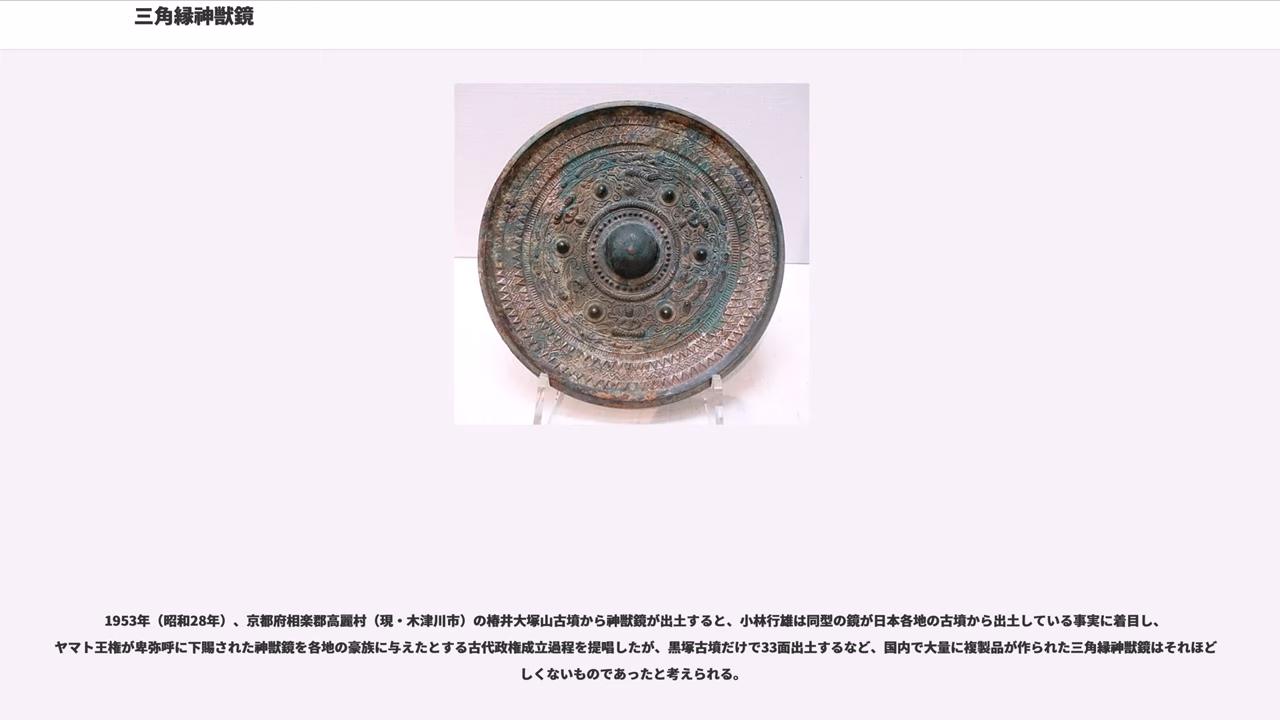 三角縁神獣鏡
1953年（昭和28年）、京都府相楽郡高麗村（現・木津川市）の椿井大塚山古墳から神獣鏡が出土すると、小林行雄は同型の鏡が日本各地の古墳から出土している事実に着目し、
ヤマト王権が卑弥呼に下賜された神獣鏡を各地の豪族に与えたとする古代政権成立過程を提唱したが、黒塚古墳だけで33面出土するなど、国内で大量に複製品が作られた三角縁神獣鏡はそれほど
しくないものであったと考えられる。